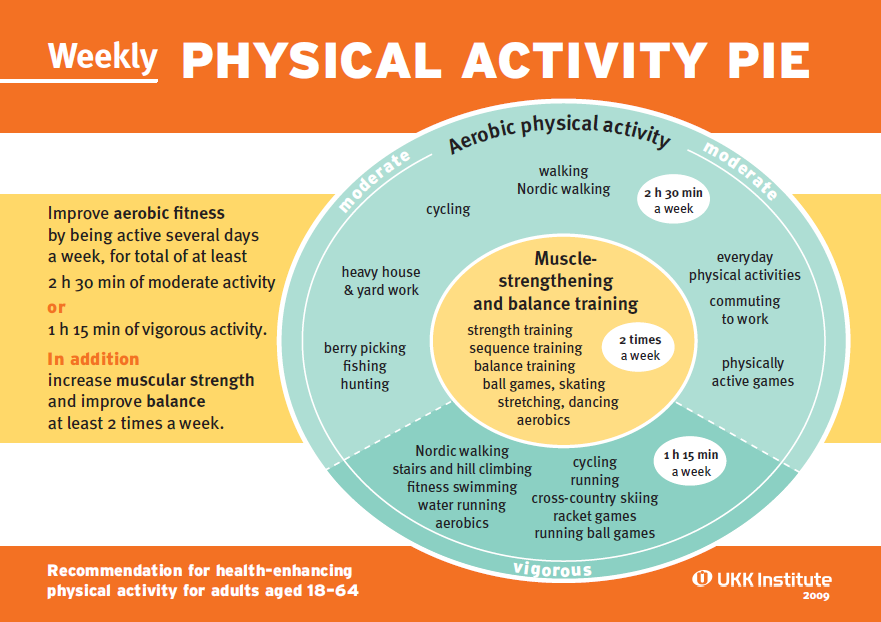 Weekly PHYSICAL ACTIVITY PIE
Improve aerobic fitness
by being active several days
a week, for total of at least
2 h 30 min of moderate activity
or
1 h 15 min of vigorous activity.
In addition
increase muscular strength
and improve balance
at least 2 times a week.
Aerobic physical activity
moderate
moderate
walking
Nordic walking
2 h 30 min
a week
cycling
heavy house
& yard work
berry picking
fishing
hunting
everyday
physical activities
commuting
to work
physically
active games
Muscle-
strengthening
and balance training
strength training
sequence training
balance training
ball games, skating
stretching, dancing
aerobics
2 times
a week
Nordic walking
stairs and hill climbing
fitness swimming
water running
aerobics
cycling
running
cross-country skiing
racket games
running ball games
1 h 15 min
a week
vigorous
Recommendation for health-enhancing
physical activity for adults aged 18–64
UKK Institute
2009